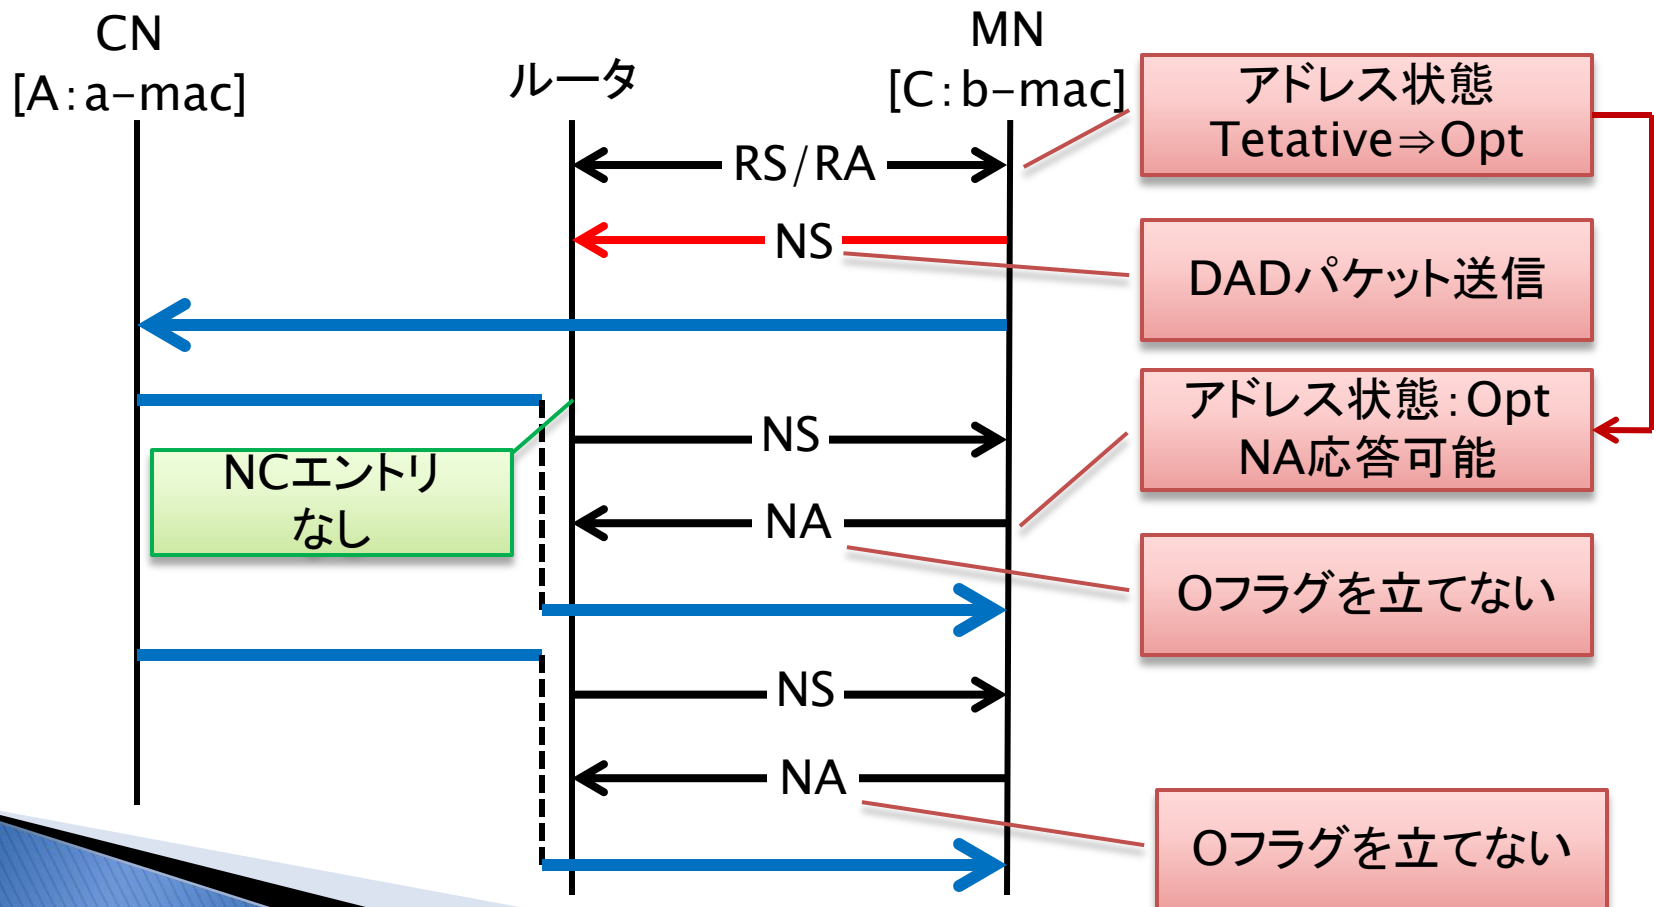 CN
[A:a-mac]
ルータ
MN
[C:b-mac]
アドレス状態
Tetative⇒Opt
RS/RA
NS
DADパケット送信
アドレス状態:Opt
NA応答可能
NS
NCエントリ
なし
NA
Oフラグを立てない
NS
NA
Oフラグを立てない